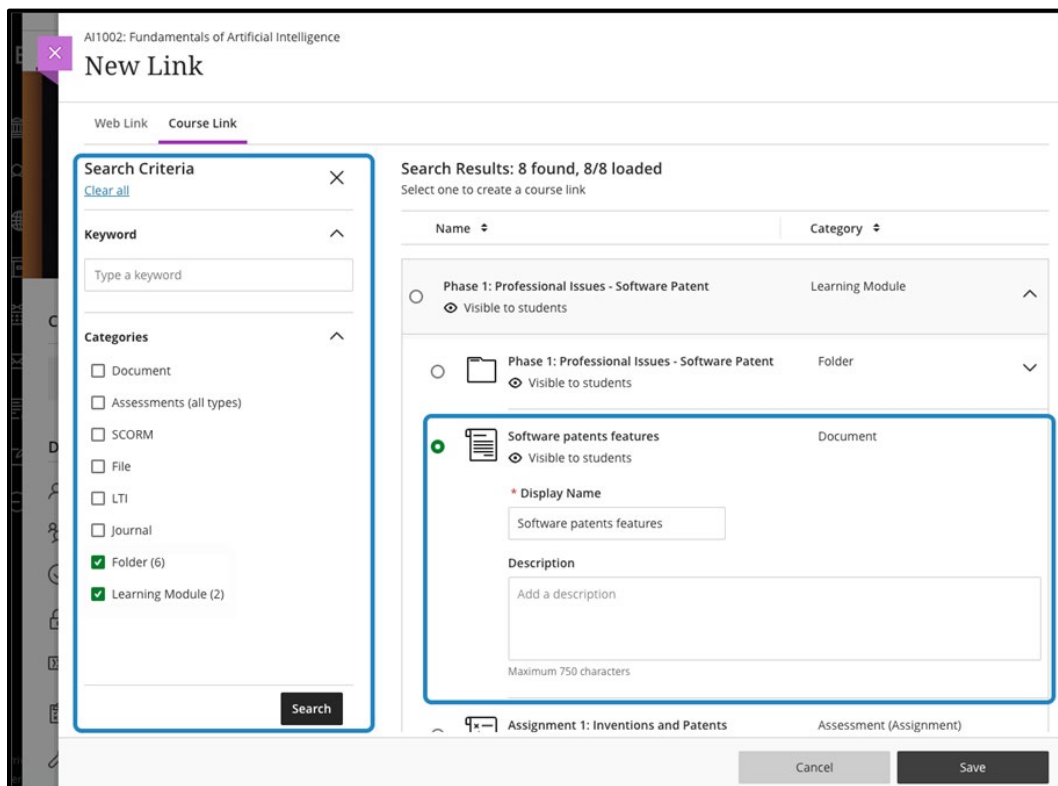 AI1002: Fundamentals of Artificial Intelligence
New Link
Web Link Course Link
Search Criteria
Clear all
Keyword
Type a keyword
Categories
Document
Assessments (all types)
SCORM
File
LTI
Journal
Folder (6)
Learning Module (2)
Search
Search Results: 8 found, 8/8 loaded
Select one to create a course link
Name Category
Phase 1: Professional Issues - Software Patent Learning Module
Visible to students
Phase 1: Professional Issues - Software Patent Folder
Visible to students
Software patents features Document
Visible to students
* Display Name
Software patents features
Description
Add a description
Maximum 750 characters
Assignment 1: Inventions and Patents Assessment (Assignment)
Cancel Save